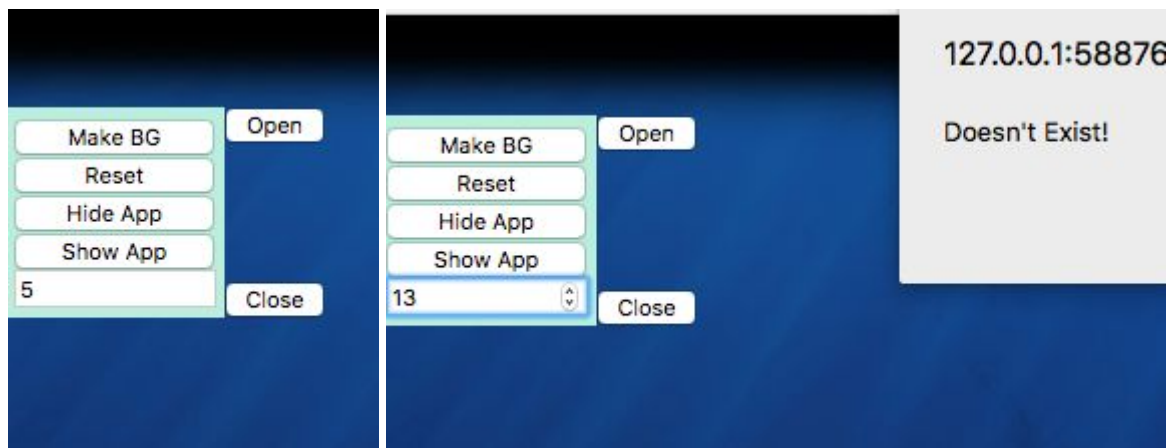 Make BG
Open
Reset
Hide App
Show App
5
Close
Make BG
Open
Reset
Hide App
Show App
13
Close
127.0.0.1:58876
Doesn't Exist!